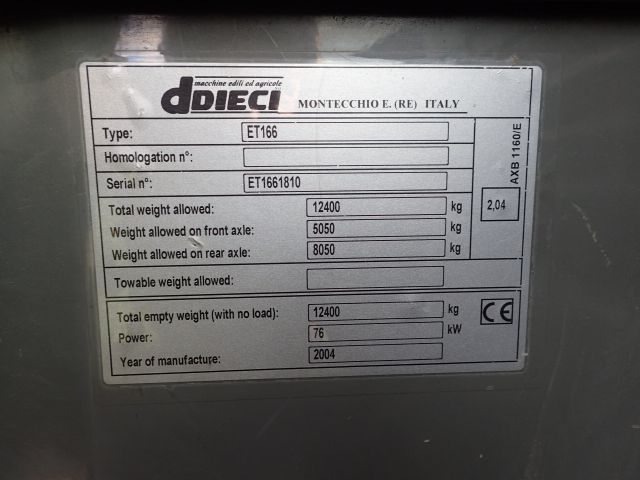 macchine edili ed agricole
dDIECI MONTECCHIO E. (RE) ITALY
Type: ET166
Homologation n°:
Serial n°: ET1661810
Total weight allowed: 12400 kg
Weight allowed on front axle: 5050 kg
Weight allowed on rear axle: 8050 kg
2,04
AXB 1160/E
Towable weight allowed:
Total empty weight (with no load): 12400 kg
Power: 76 kW
Year of manufacture: 2004
CE